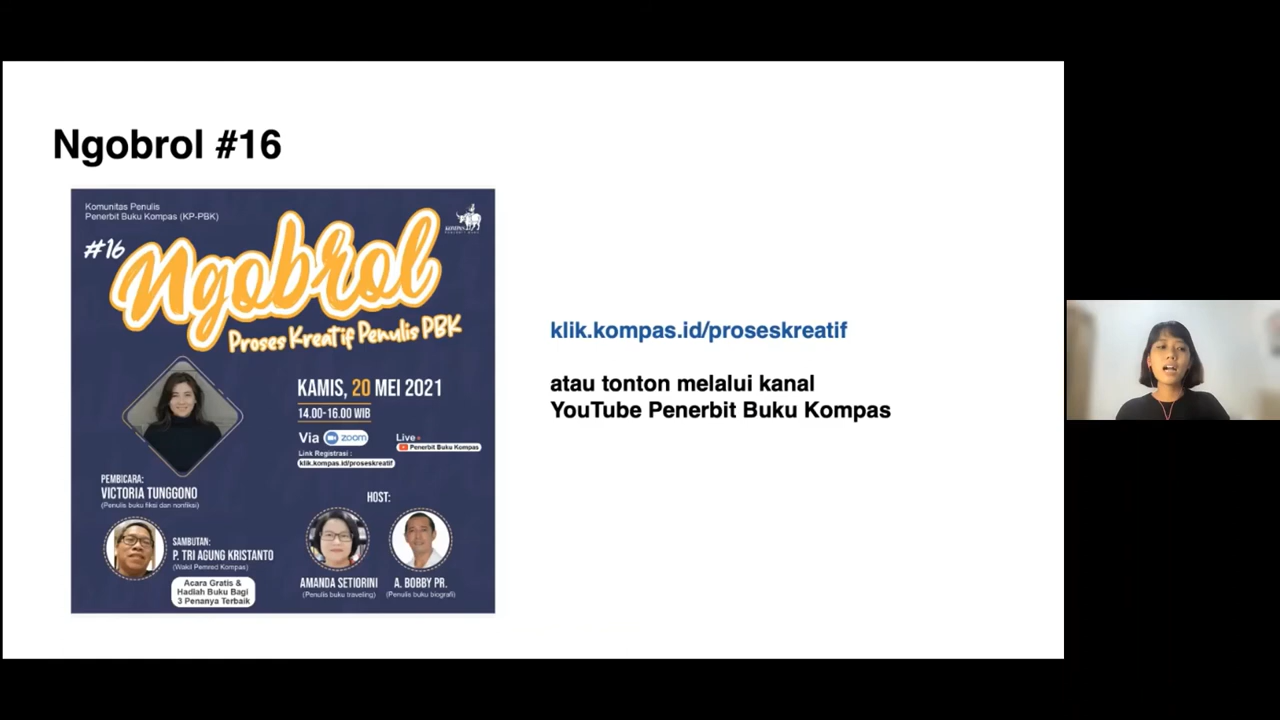 Ngobrol #16
Komunitas Penulis
Penerbit Buku Kompas (KP-PBK)
#16
Ngobrol
Proses Kreatif Penulis PBK
KAMIS, 20 MEI 2021
14.00-16.00 WIB
Via zoom
Live
Penerbit Buku Kompas
Link Registrasi :
klik.kompas.id/proseskreatif
PEMBICARA:
VICTORIA TUNGGONO
(Penulis buku fiksi dan nonfiksi)
SAMBUTAN:
P. TRI AGUNG KRISTANTO
(Wakil Pemred Kompas)
Acara Gratis &
Hadiah Buku Bagi
3 Penanya Terbaik
HOST:
AMANDA SETIORINI
(Penulis buku traveling)
A. BOBBY PR.
(Penulis buku biografi)
klik.kompas.id/proseskreatif
atau tonton melalui kanal
YouTube Penerbit Buku Kompas